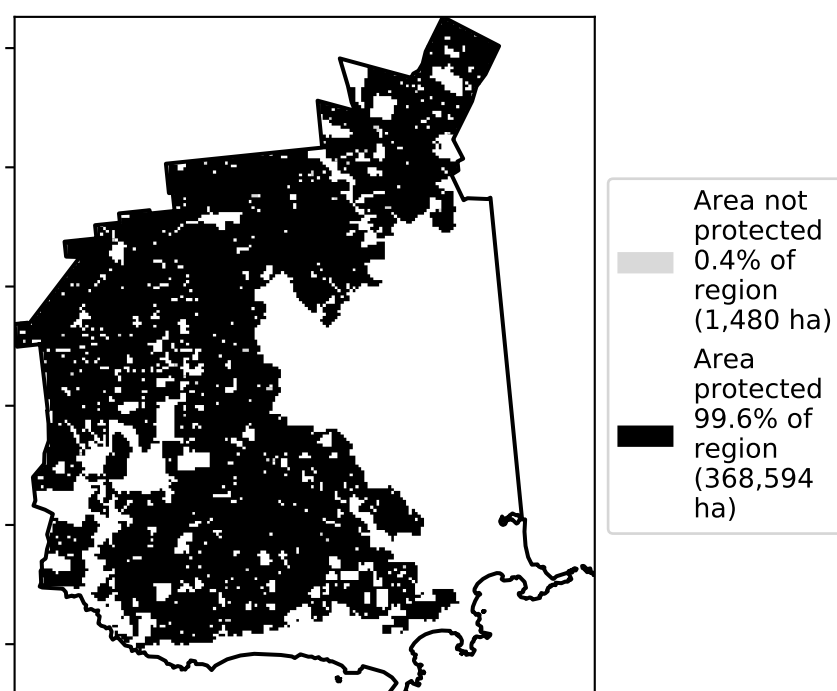 Area not
protected
0.4% of
region
(1,480 ha)
Area
protected
99.6% of
region
(368,594
ha)